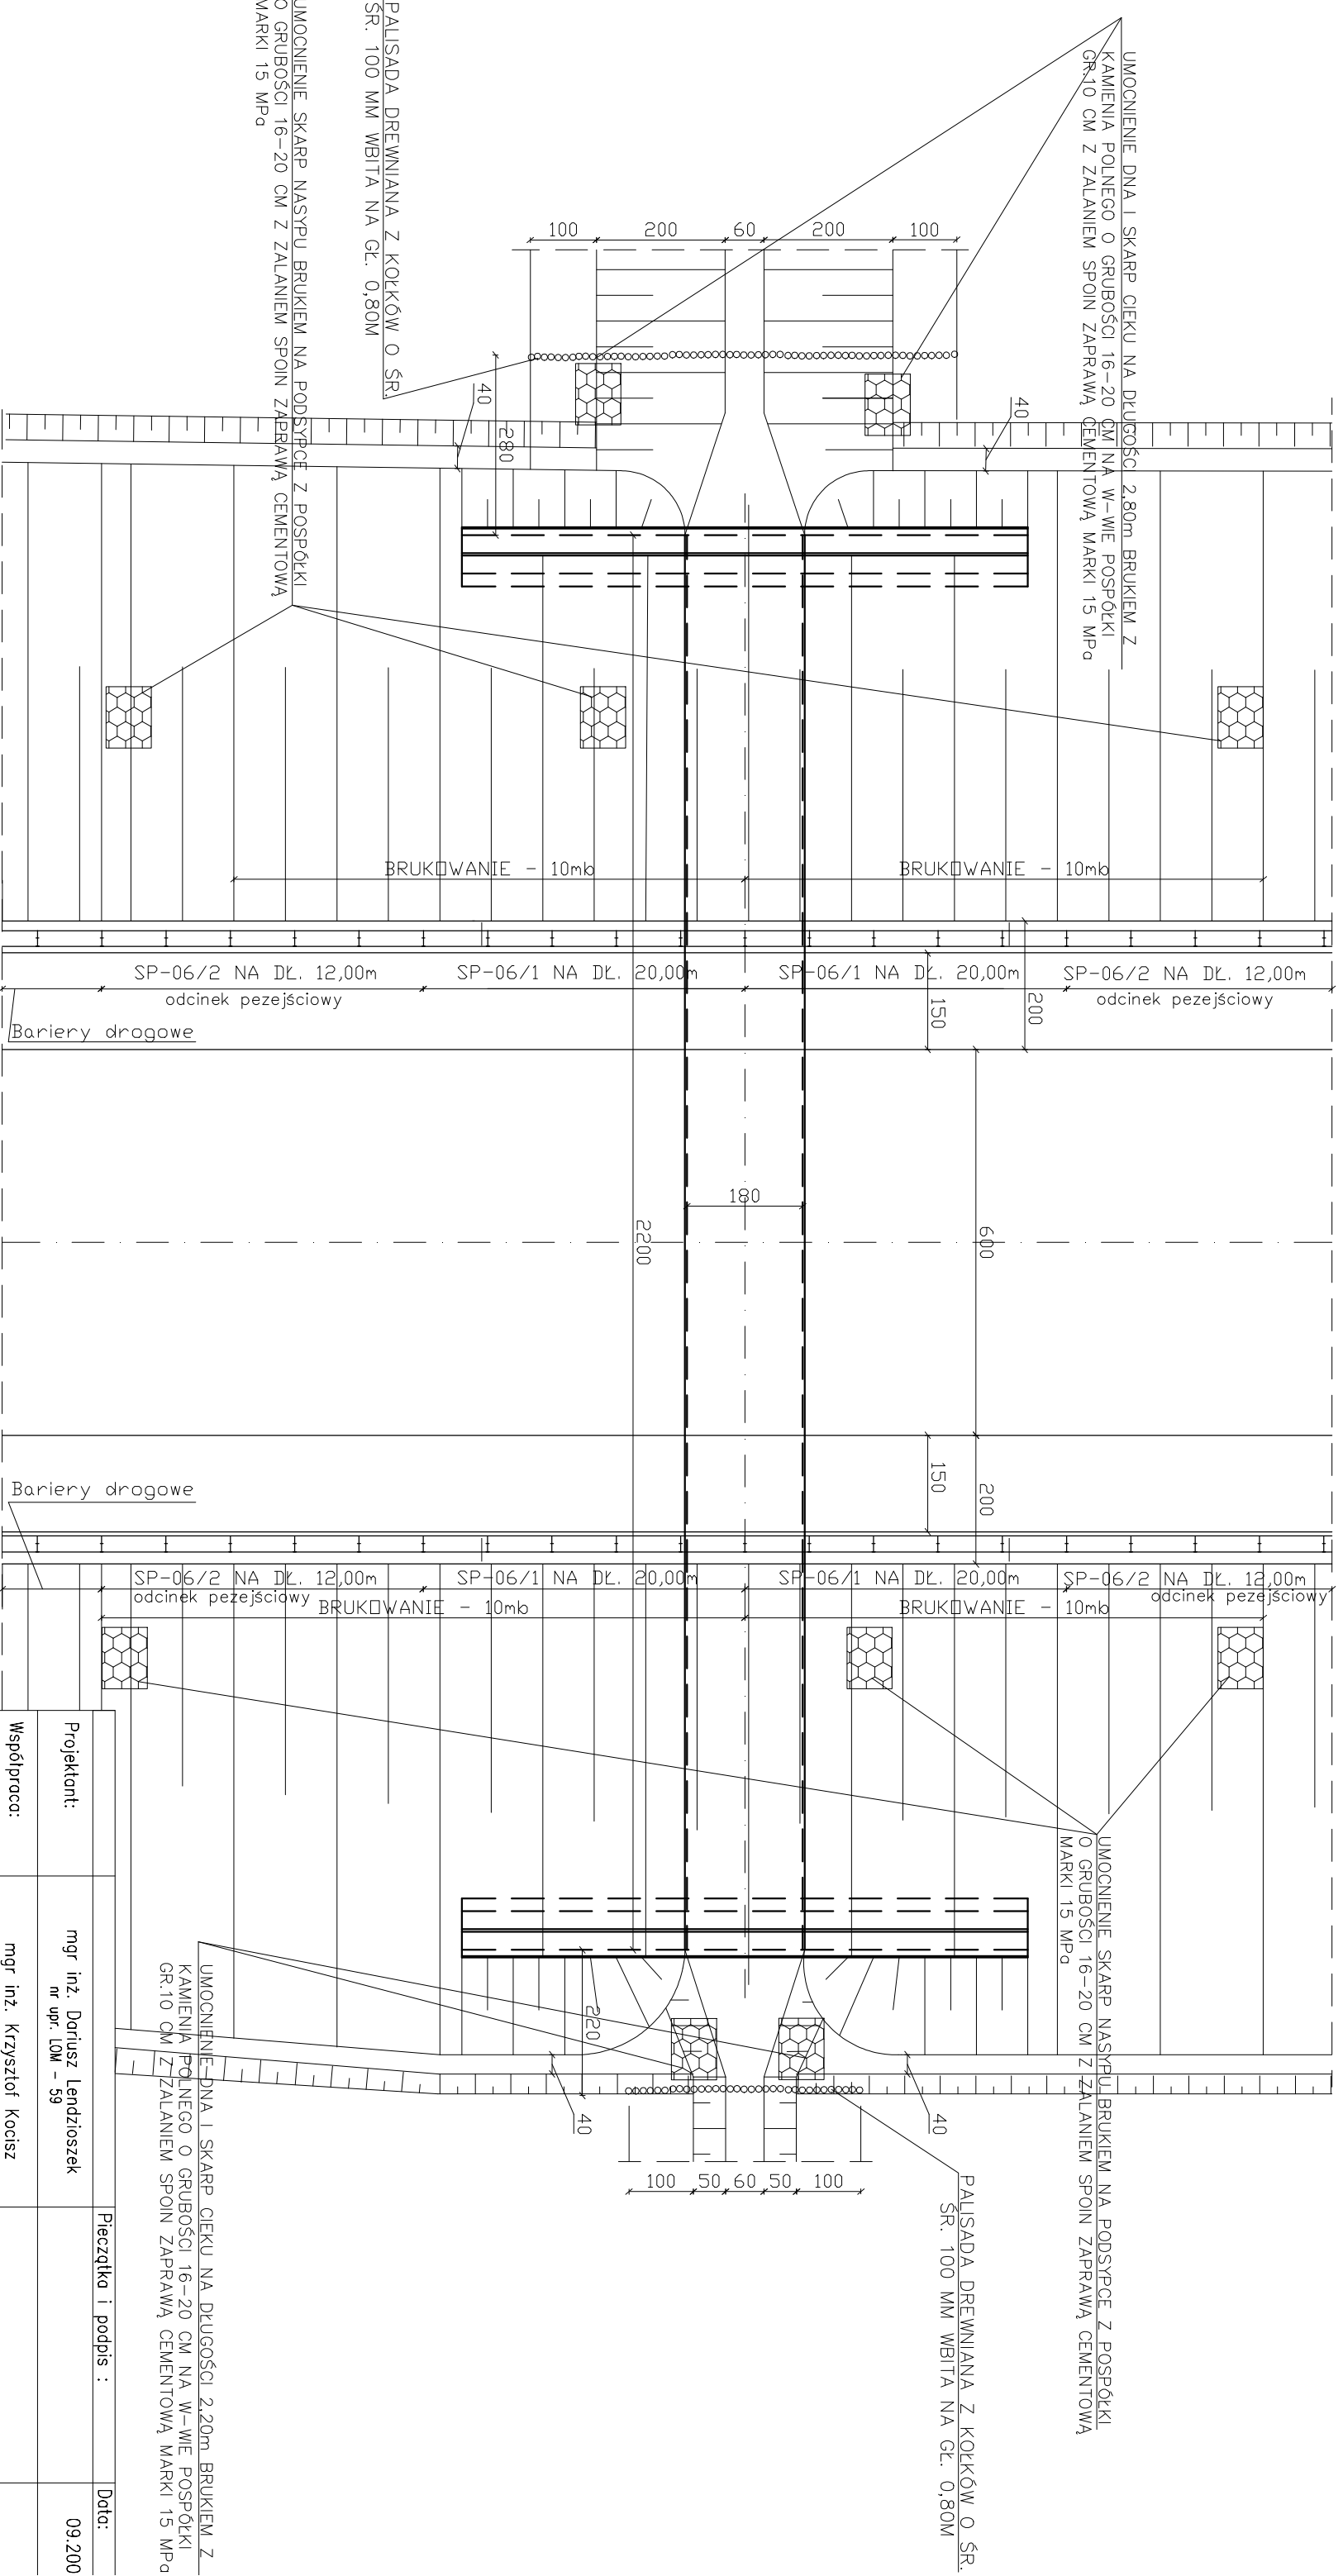 UMOCNIENIE DNA I SKARP CIEKU NA DŁUGOŚCI 2,80m BRUKIEM Z
KAMIENIA POLNEGO O GRUBOŚCI 16-20 CM NA W-WIE POSPÓŁKI
GR.10 CM Z ZALANIEM SPOIN ZAPRAWĄ CEMENTOWĄ MARKI 15 MPa
PALISADA DREWNIANA Z KOŁKÓW O ŚR.
ŚR. 100 MM WBITA NA GŁ. 0,80M
UMOCNIENIE SKARP NASYPU BRUKIEM NA PODSYPCE Z POSPÓŁKI
O GRUBOŚCI 16-20 CM Z ZALANIEM SPOIN ZAPRAWĄ CEMENTOWĄ
MARKI 15 MPa
100 200 60 200 100
40
40
280
BRUKOWANIE - 10mb
BRUKOWANIE - 10mb
SP-06/2 NA DŁ. 12,00m
SP-06/1 NA DŁ. 20,00m
SP-06/1 NA DŁ. 20,00m
SP-06/2 NA DŁ. 12,00m
odcinek pezejściowy
odcinek pezejściowy
150
200
Bariery drogowe
180
2200
600
150
200
Bariery drogowe
SP-06/2 NA DŁ. 12,00m
SP-06/1 NA DŁ. 20,00m
SP-06/1 NA DŁ. 20,00m
SP-06/2 NA DŁ. 12,00m
odcinek pezejściowy
odcinek pezejściowy
BRUKOWANIE - 10mb
BRUKOWANIE - 10mb
UMOCNIENIE SKARP NASYPU BRUKIEM NA PODSYPCE Z POSPÓŁKI
O GRUBOŚCI 16-20 CM Z ZALANIEM SPOIN ZAPRAWĄ CEMENTOWĄ
MARKI 15 MPa
220
40
40
100 50 60 50 100
PALISADA DREWNIANA Z KOŁKÓW O ŚR.
ŚR. 100 MM WBITA NA GŁ. 0,80M
UMOCNIENIE DNA I SKARP CIEKU NA DŁUGOŚCI 2,20m BRUKIEM Z
KAMIENIA POLNEGO O GRUBOŚCI 16-20 CM NA W-WIE POSPÓŁKI
GR.10 CM Z ZALANIEM SPOIN ZAPRAWĄ CEMENTOWĄ MARKI 15 MPa
Pieczątka i podpis :
Data:
Projektant:
mgr inż. Dariusz Lendzioszek
nr upr. LOM - 59
09.200
Współpraca:
mgr inż. Krzysztof Kocisz